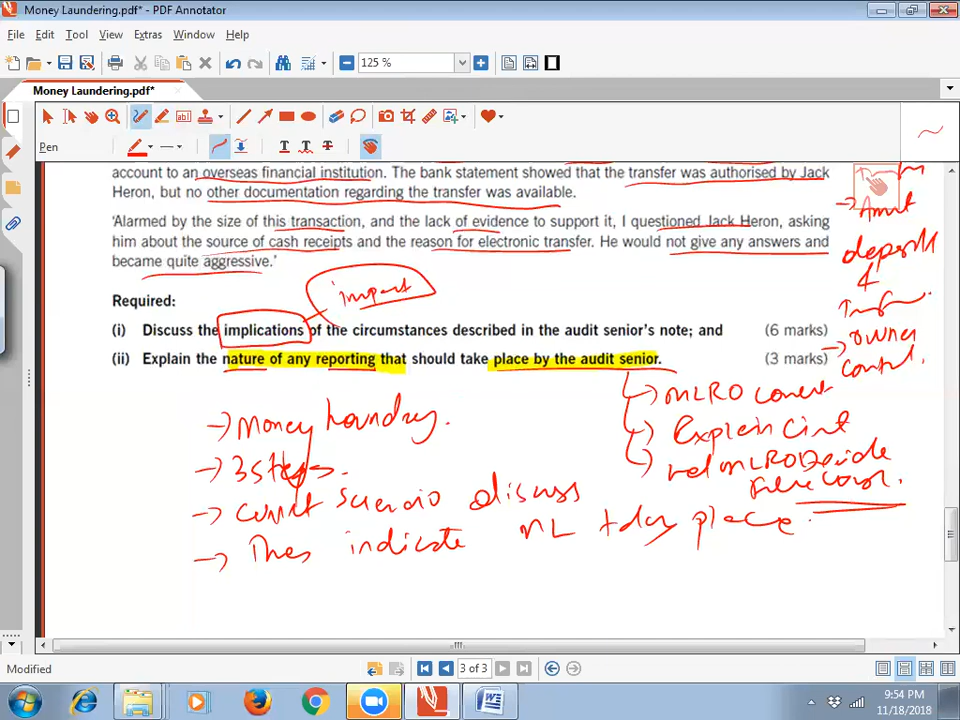 Money Laundering.pdf* - PDF Annotator
File Edit Tool View Extras Window Help
125 %
Money Laundering.pdf*
Pen
account to an overseas financial institution. The bank statement showed that the transfer was authorised by Jack
Heron, but no other documentation regarding the transfer was available.
'Alarmed by the size of this transaction, and the lack of evidence to support it, I questioned Jack Heron, asking
him about the source of cash receipts and the reason for electronic transfer. He would not give any answers and
became quite aggressive.'
impact
Required:
(i) Discuss the implications of the circumstances described in the audit senior's note; and (6 marks)
(ii) Explain the nature of any reporting that should take place by the audit senior. (3 marks)
→ Amt
deposit
&
→ owner
control.
→ MLRO
→ Explain
→ MLRO Decide
→ Money laundry.
→ 3 steps.
→ scenario discuss
→ indicate ML place.
3 of 3
Modified
9:54 PM
11/18/2018